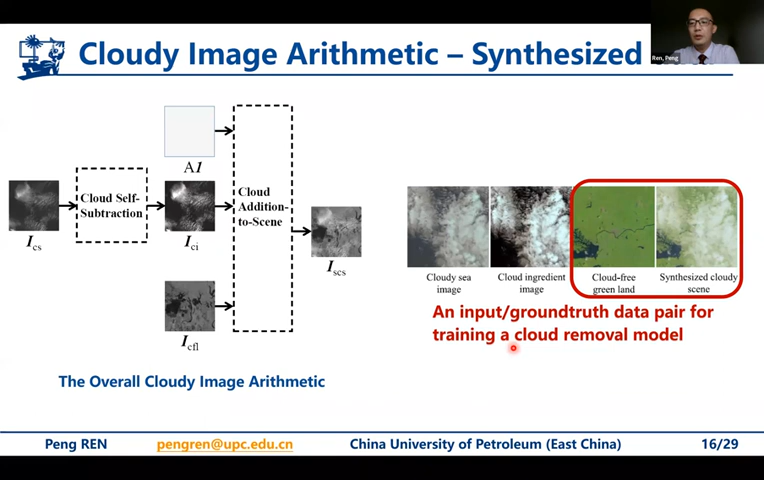 Cloudy Image Arithmetic – Synthesized
Ren, Peng
A1
Cloud Self-
Subtraction
Cloud
Addition-
to-Scene
Ics
Ici
Iscs
Icfl
Cloudy sea
image
Cloud ingredient
image
Cloud-free
green land
Synthesized cloudy
scene
An input/groundtruth data pair for
training a cloud removal model
The Overall Cloudy Image Arithmetic
Peng REN
pengren@upc.edu.cn
China University of Petroleum (East China)
16/29